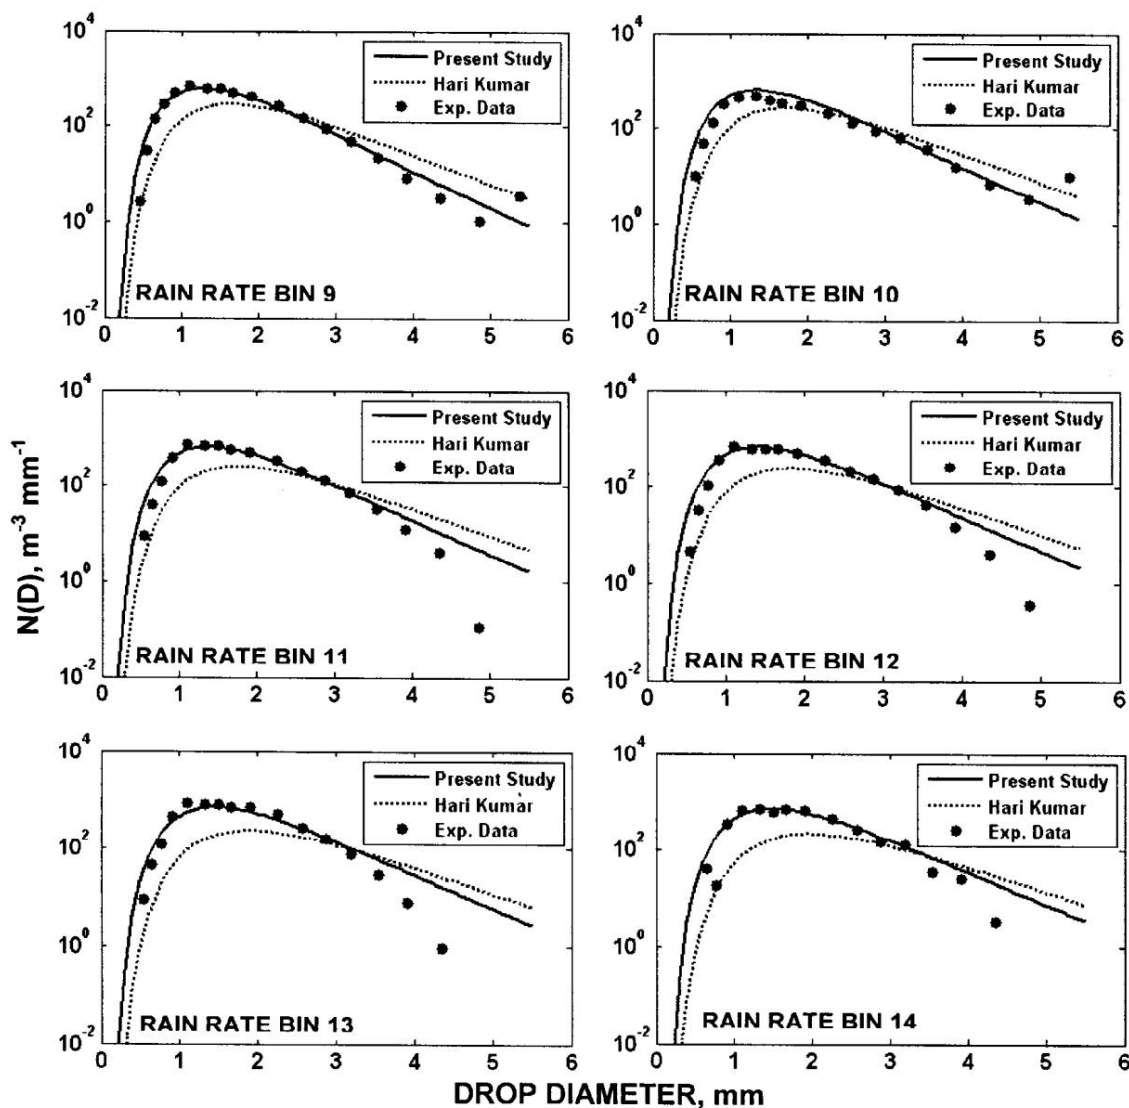 10^4
10^2
10^0
10^-2
0 1 2 3 4 5 6
Present Study
Hari Kumar
Exp. Data
RAIN RATE BIN 9
10^4
10^2
10^0
10^-2
0 1 2 3 4 5 6
Present Study
Hari Kumar
Exp. Data
RAIN RATE BIN 10
N(D), m^-3 mm^-1
10^4
10^2
10^0
10^-2
0 1 2 3 4 5 6
Present Study
Hari Kumar
Exp. Data
RAIN RATE BIN 11
10^4
10^2
10^0
10^-2
0 1 2 3 4 5 6
Present Study
Hari Kumar
Exp. Data
RAIN RATE BIN 12
10^4
10^2
10^0
10^-2
0 1 2 3 4 5 6
Present Study
Hari Kumar
Exp. Data
RAIN RATE BIN 13
10^4
10^2
10^0
10^-2
0 1 2 3 4 5 6
Present Study
Hari Kumar
Exp. Data
RAIN RATE BIN 14
DROP DIAMETER, mm